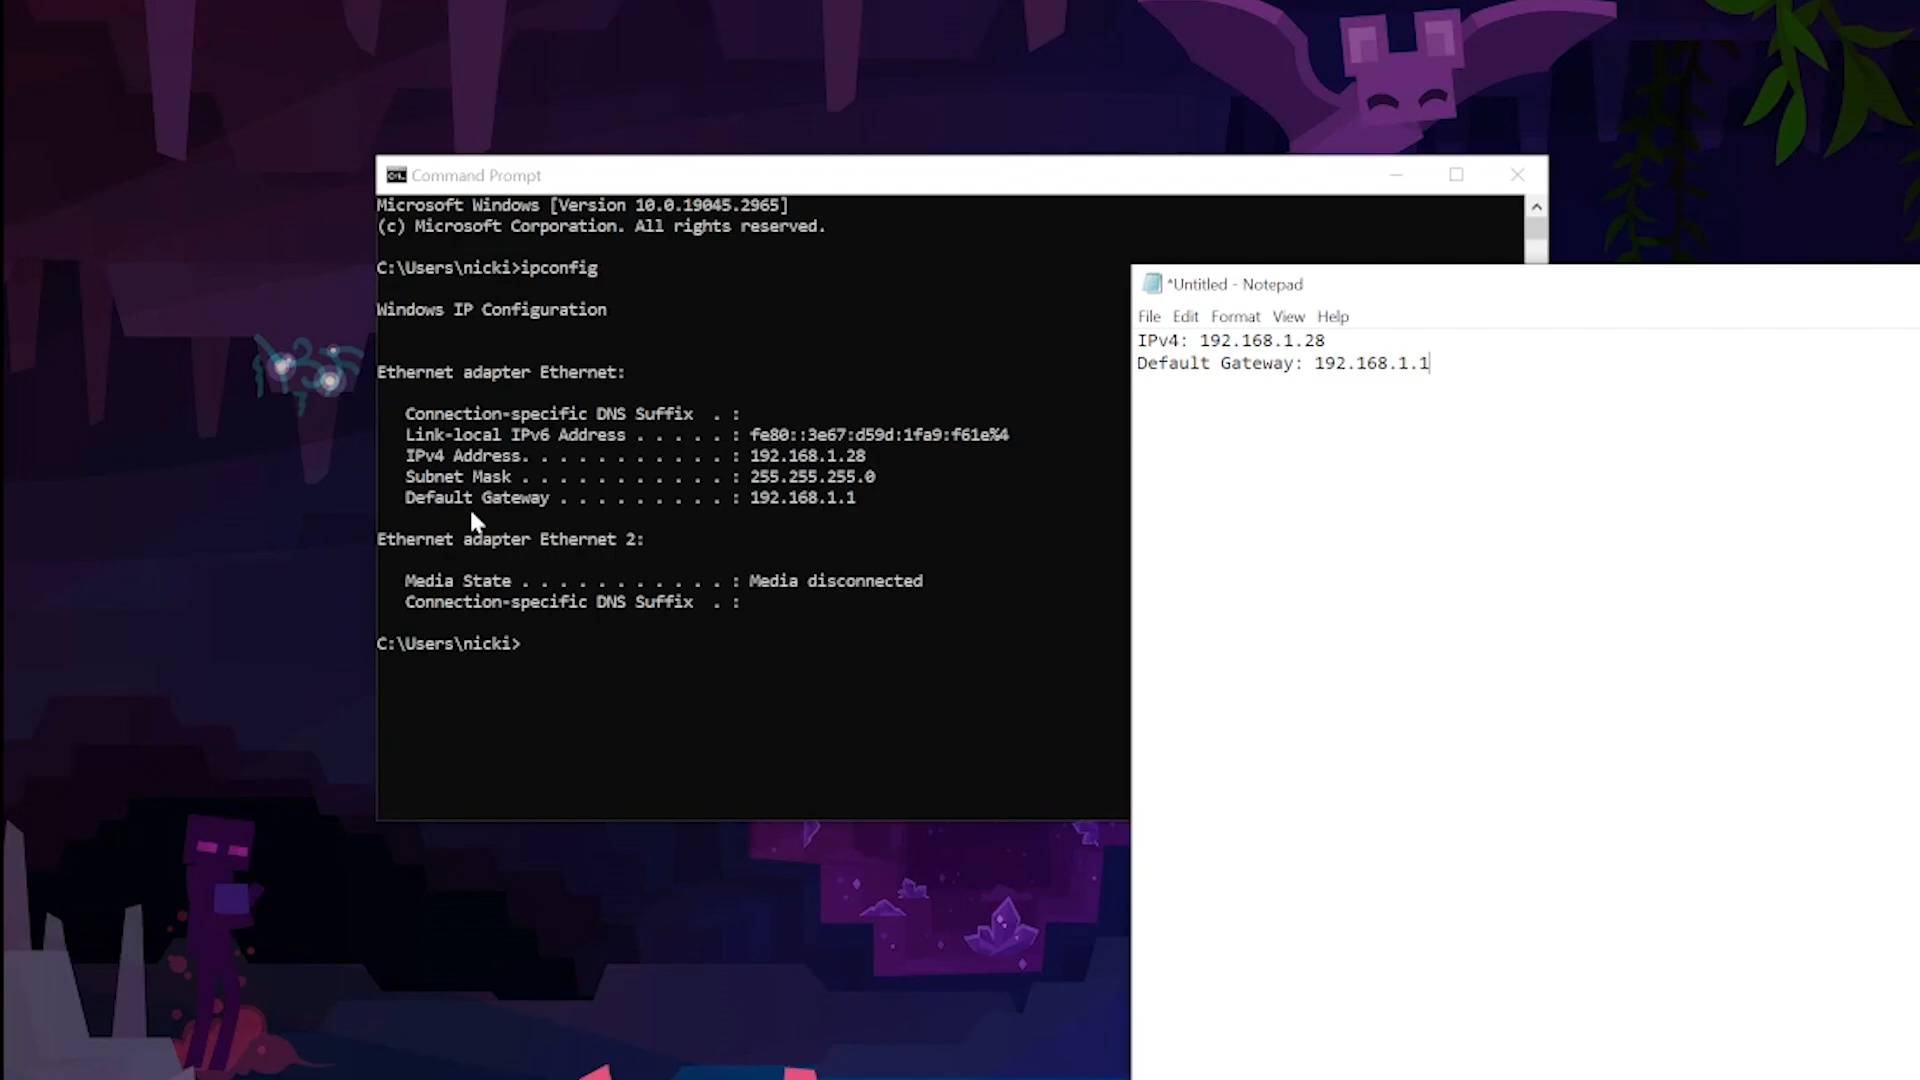 Command Prompt
Microsoft Windows [Version 10.0.19045.2965]
(c) Microsoft Corporation. All rights reserved.
C:\Users\nicki>ipconfig
Windows IP Configuration
Ethernet adapter Ethernet:
Connection-specific DNS Suffix  . :
Link-local IPv6 Address . . . . . : fe80::3e67:d59d:1fa9:f61e%4
IPv4 Address. . . . . . . . . . . : 192.168.1.28
Subnet Mask . . . . . . . . . . . : 255.255.255.0
Default Gateway . . . . . . . . . : 192.168.1.1
Ethernet adapter Ethernet 2:
Media State . . . . . . . . . . . : Media disconnected
Connection-specific DNS Suffix  . :
C:\Users\nicki>
*Untitled - Notepad
File Edit Format View Help
IPv4: 192.168.1.28
Default Gateway: 192.168.1.1